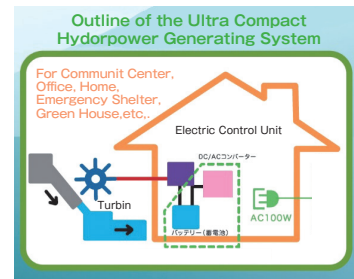 Outline of the Ultra Compact
Hydorpower Generating System
For Communit Center,
Office, Home,
Emergency Shelter,
Green House,etc,.
Electric Control Unit
DC/ACコンバーター
Turbin
AC100W
バッテリー(蓄電池)